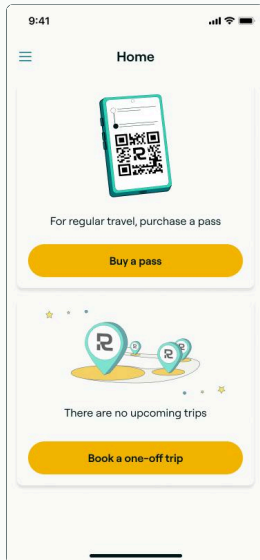 9:41
Home
For regular travel, purchase a pass
Buy a pass
There are no upcoming trips
Book a one-off trip